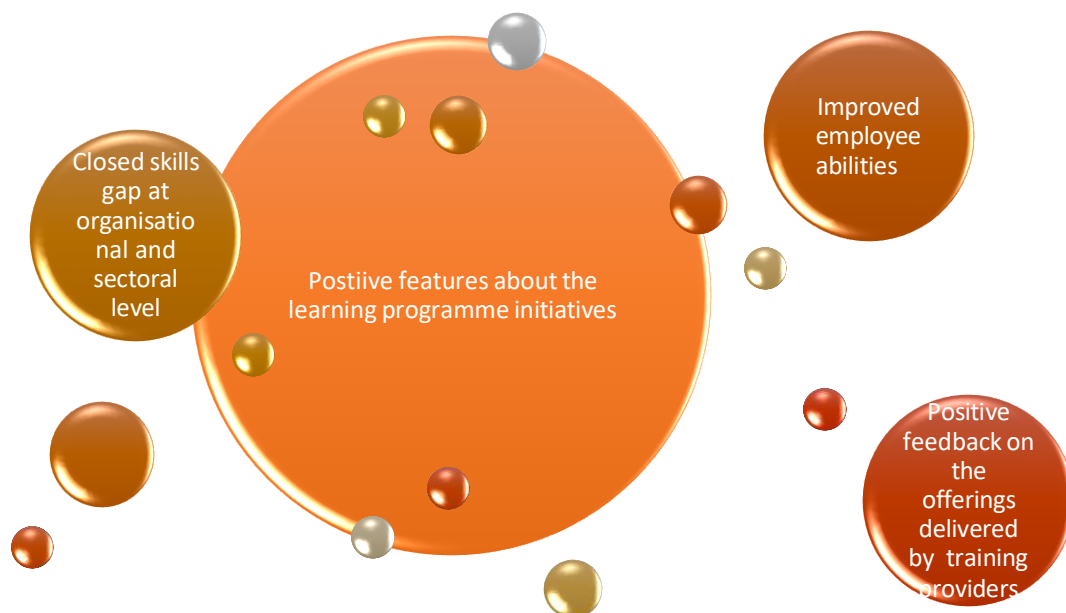 Closed skills
gap at
organisatio
nal and
sectoral
level
Postiive features about the
learning programme initiatives
Improved
employee
abilities
Positive
feedback on
the
offerings
delivered
by training
providers